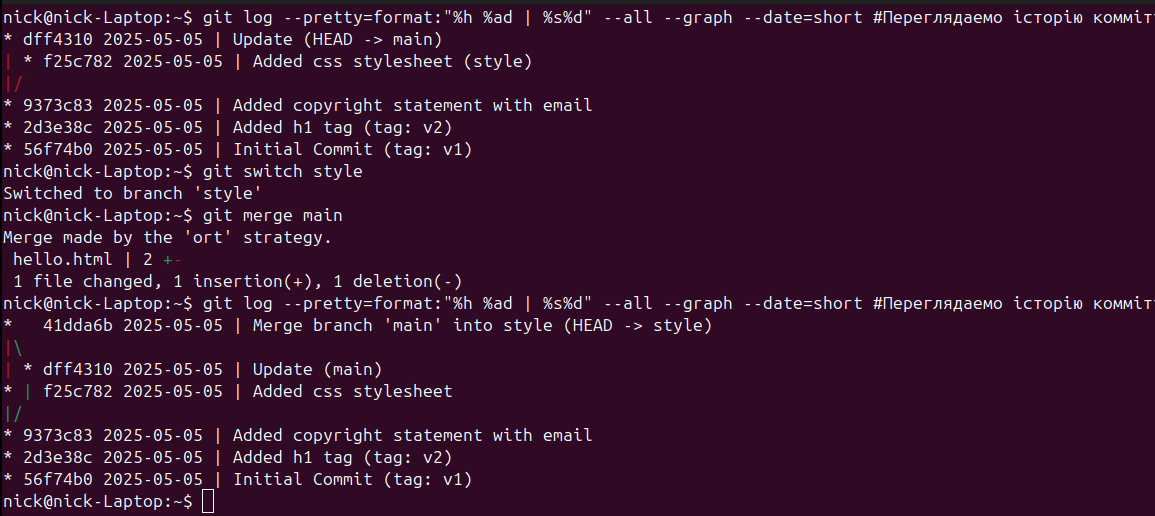 nick@nick-Laptop:~$ git log --pretty=format:"%h %ad | %s%d" --all --graph --date=short #Переглядаемо історію
* dff4310 2025-05-05 | Update (HEAD -> main)
| * f25c782 2025-05-05 | Added css stylesheet (style)
|/
* 9373c83 2025-05-05 | Added copyright statement with email
* 2d3e38c 2025-05-05 | Added h1 tag (tag: v2)
* 56f74b0 2025-05-05 | Initial Commit (tag: v1)
nick@nick-Laptop:~$ git switch style
Switched to branch 'style'
nick@nick-Laptop:~$ git merge main
Merge made by the 'ort' strategy.
 hello.html | 2 +-
 1 file changed, 1 insertion(+), 1 deletion(-)
nick@nick-Laptop:~$ git log --pretty=format:"%h %ad | %s%d" --all --graph --date=short #Переглядаемо історію
*   41dda6b 2025-05-05 | Merge branch 'main' into style (HEAD -> style)
|\
| * dff4310 2025-05-05 | Update (main)
* | f25c782 2025-05-05 | Added css stylesheet
|/
* 9373c83 2025-05-05 | Added copyright statement with email
* 2d3e38c 2025-05-05 | Added h1 tag (tag: v2)
* 56f74b0 2025-05-05 | Initial Commit (tag: v1)
nick@nick-Laptop:~$